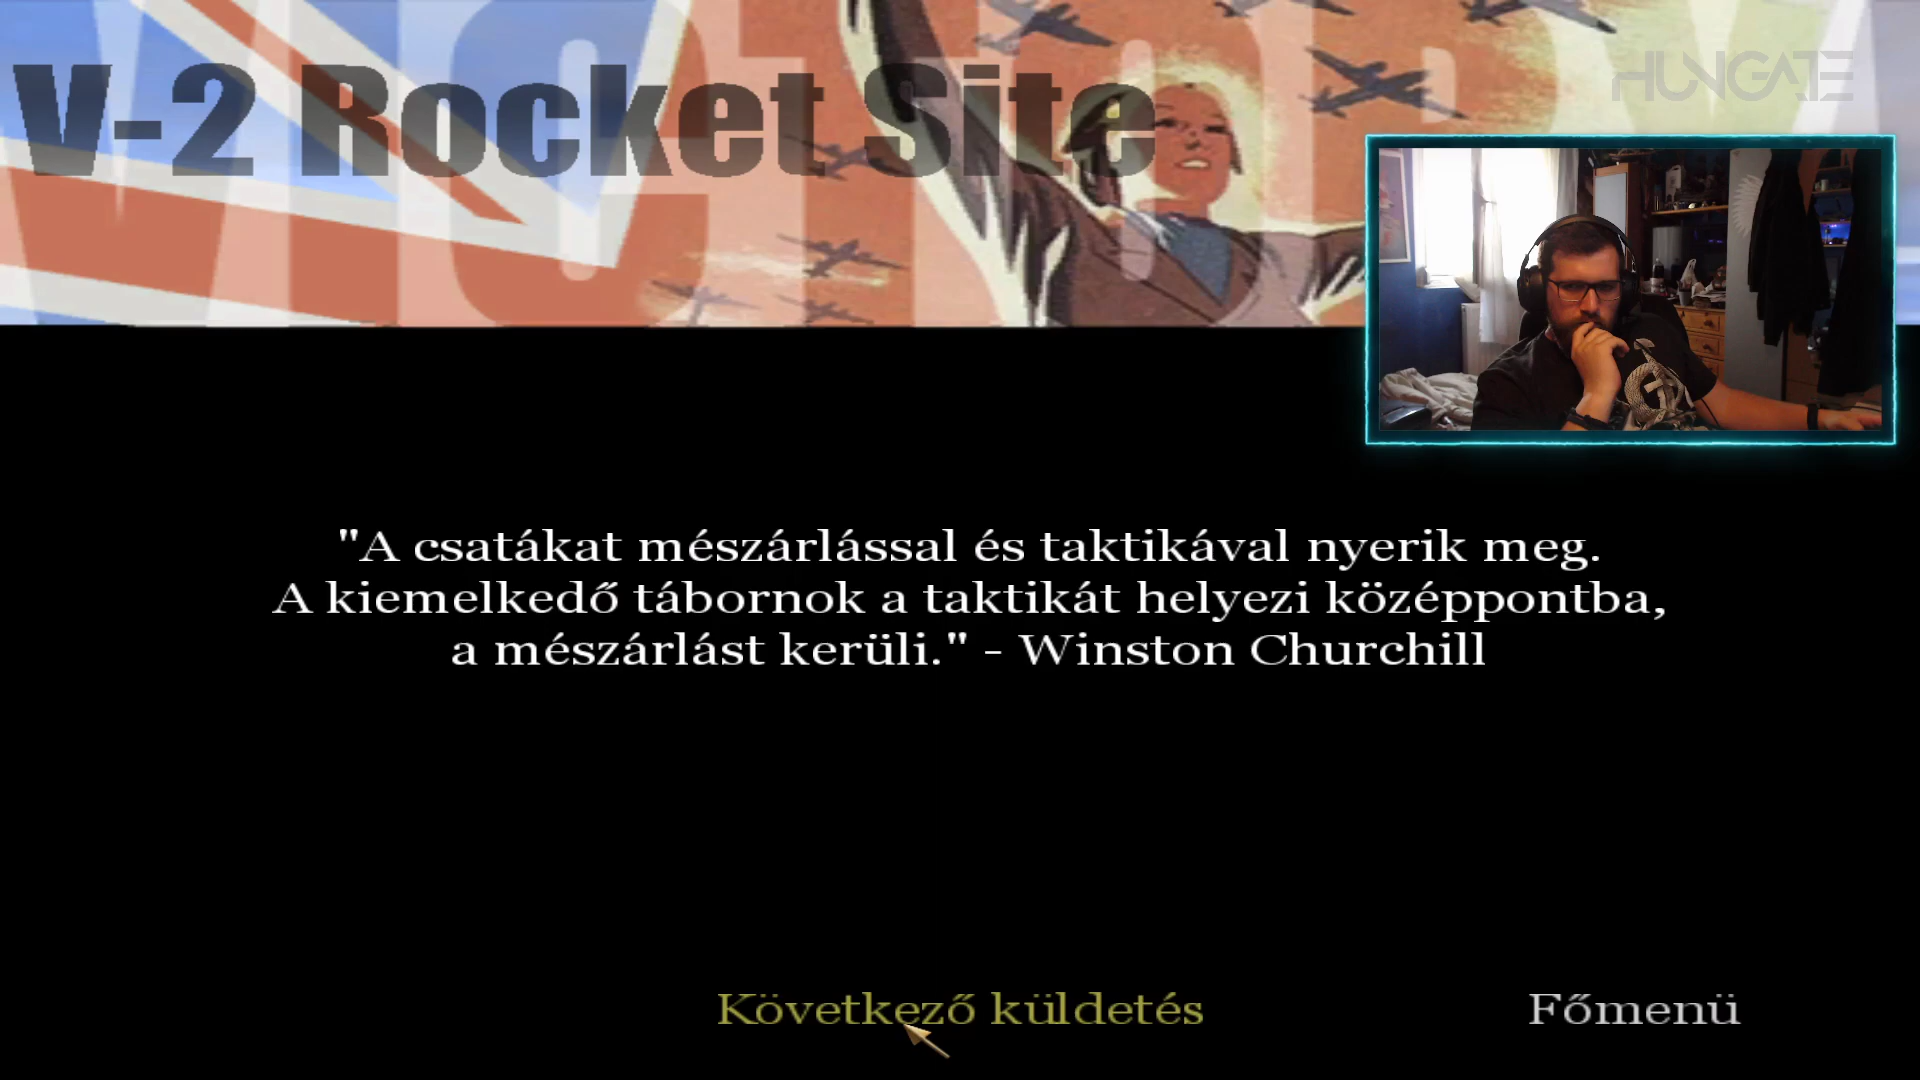 VICTORY
V-2 Rocket Site
HUNGATE
"A csatákat mészárlással és taktikával nyerik meg.
A kiemelkedő tábornok a taktikát helyezi középpontba,
a mészárlást kerüli." - Winston Churchill
Következő küldetés
Főmenü